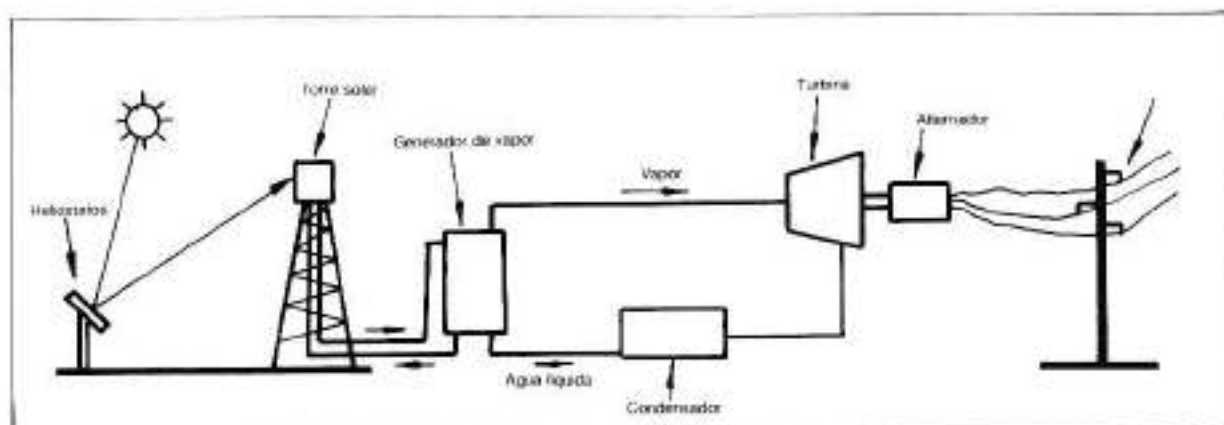 Torre solar
Turbina
Alternador
Generador de vapor
Vapor
Heliostatos
Agua líquida
Condensador